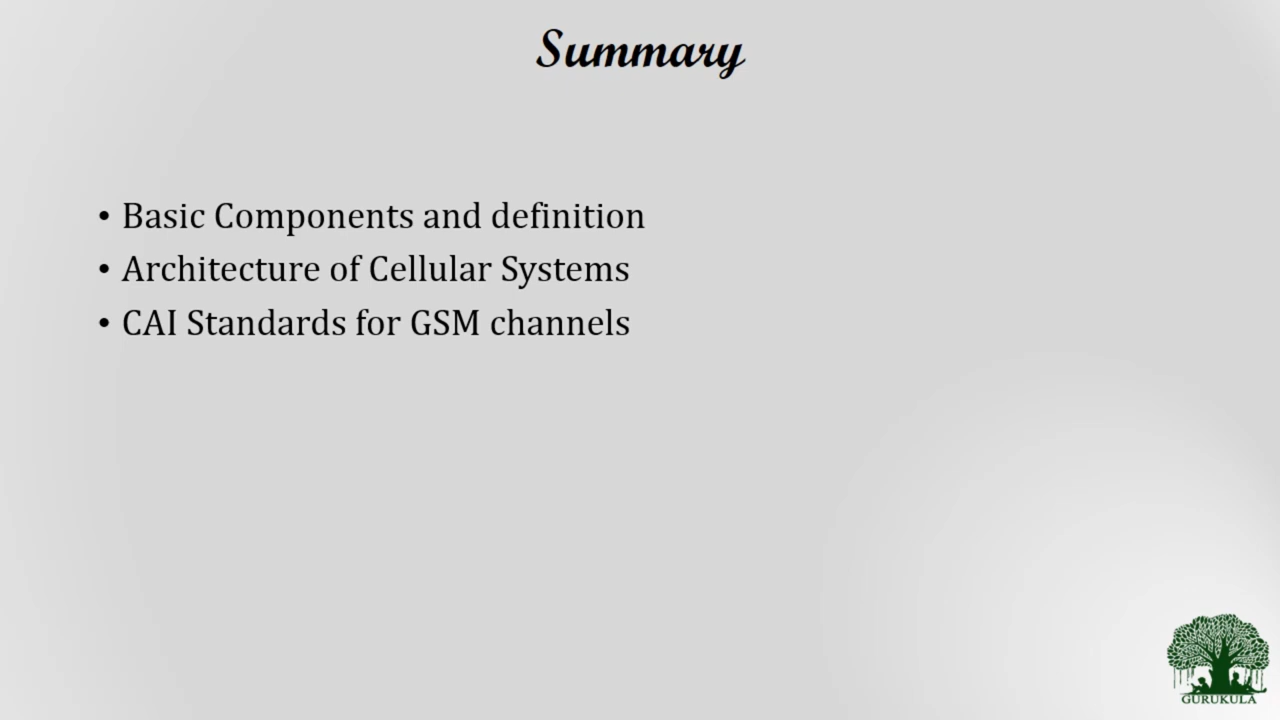 Summary
• Basic Components and definition
• Architecture of Cellular Systems
• CAI Standards for GSM channels
GURUKULA